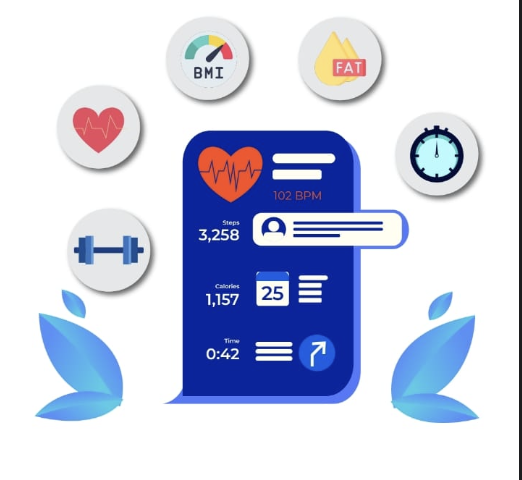 BMI
FAT
102 BPM
Steps
3,258
Calories
1,157
25
Time
0:42